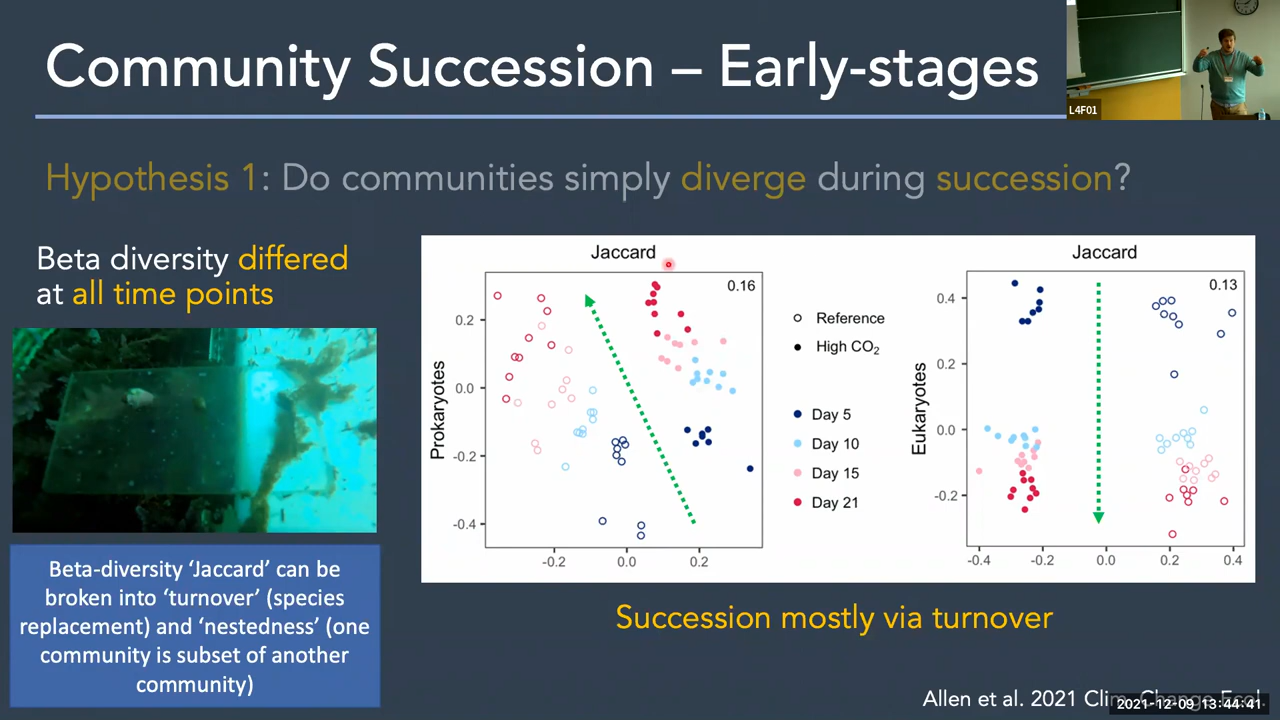 Community Succession – Early-stages
L4F01
Hypothesis 1: Do communities simply diverge during succession?
Beta diversity differed
at all time points
Beta-diversity ‘Jaccard’ can be
broken into ‘turnover’ (species
replacement) and ‘nestedness’ (one
community is subset of another
community)
Jaccard
0.16
Prokaryotes
0.2
0.0
-0.2
-0.4
-0.2
0.0
0.2
Reference
High CO₂
Day 5
Day 10
Day 15
Day 21
Jaccard
0.13
Eukaryotes
0.4
0.2
0.0
-0.2
-0.4
-0.2
0.0
0.2
0.4
Succession mostly via turnover
Allen et al. 2021 Clim. Change Ecol
2021-12-09 13:44:41